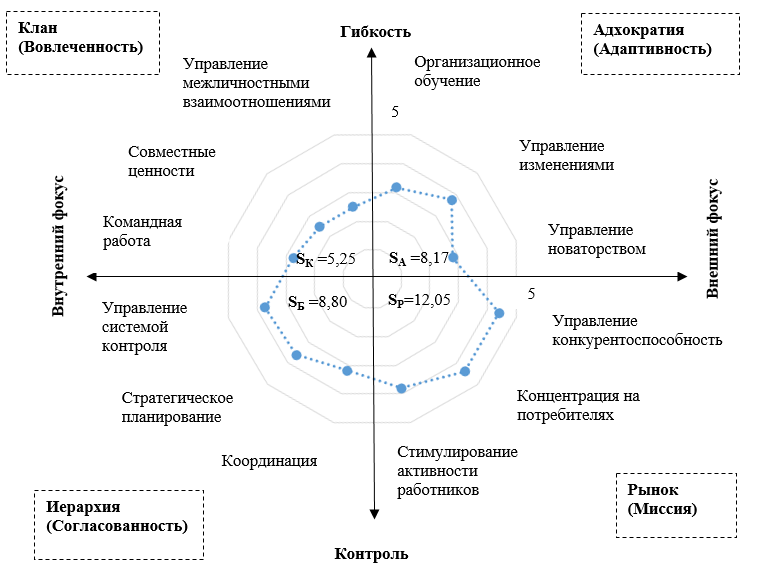 Клан
(Вовлеченность)
Гибкость
Адхократия
(Адаптивность)
Управление
межличностными
взаимоотношениями
Организационное
обучение
5
Совместные
ценности
Управление
изменениями
Командная
работа
Управление
новаторством
Внутренний фокус
Внешний фокус
SК =5,25
SА =8,17
SБ =8,80
SР=12,05
5
Управление
системой
контроля
Управление
конкурентоспособность
Стратегическое
планирование
Концентрация на
потребителях
Координация
Стимулирование
активности
работников
Иерархия
(Согласованность)
Рынок
(Миссия)
Контроль